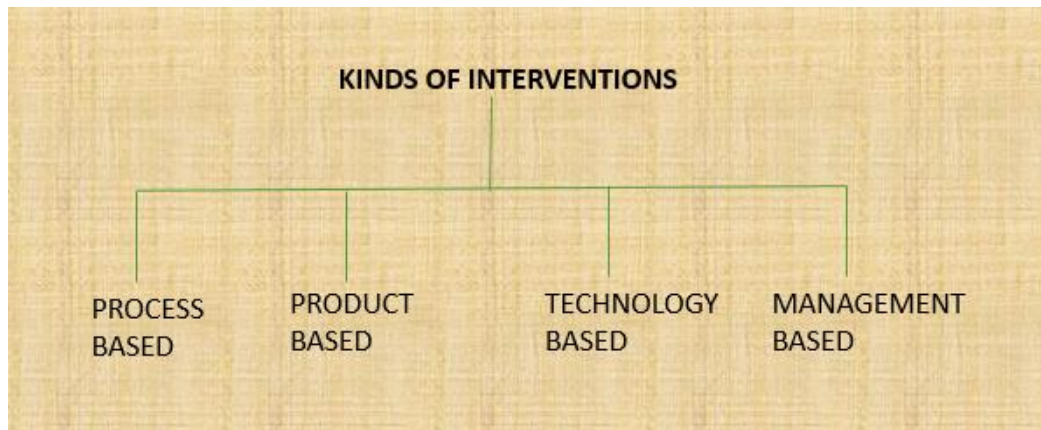 KINDS OF INTERVENTIONS
PROCESS
BASED
PRODUCT
BASED
TECHNOLOGY
BASED
MANAGEMENT
BASED